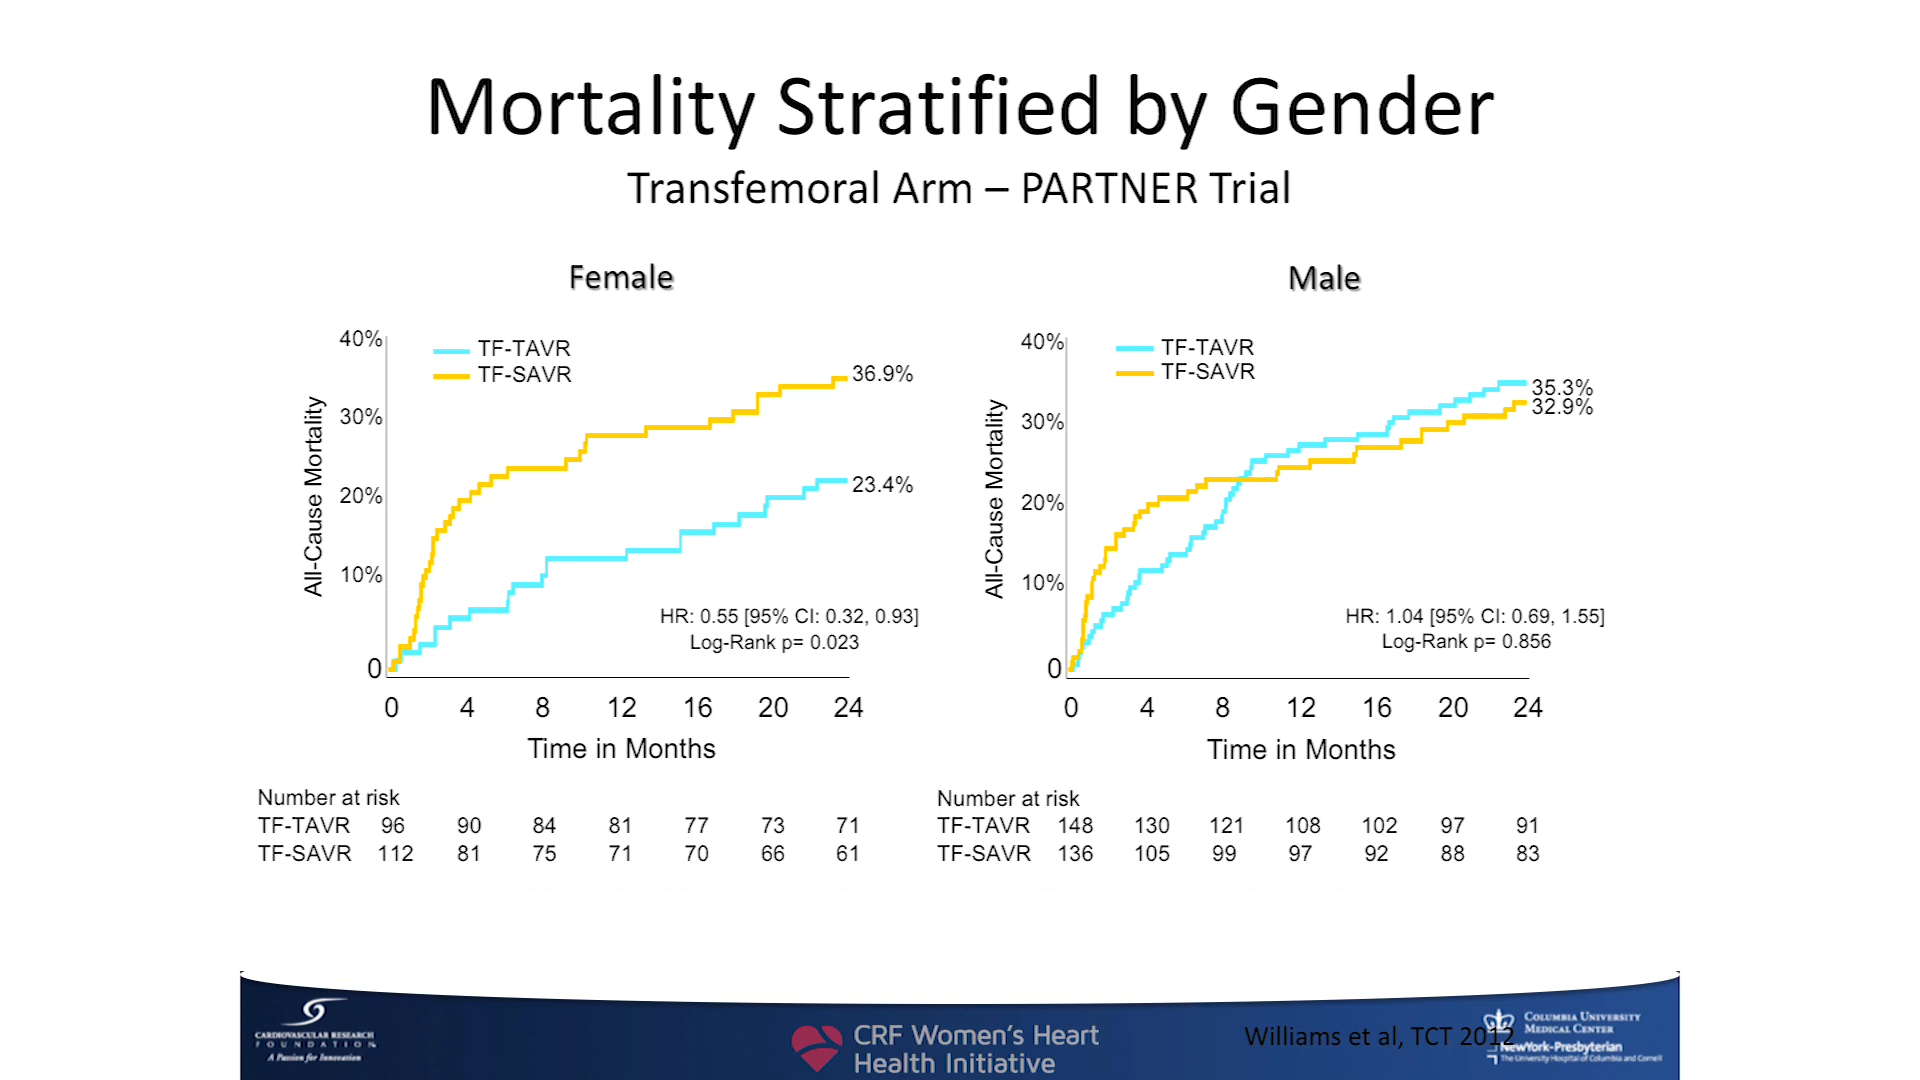 Mortality Stratified by Gender
Transfemoral Arm – PARTNER Trial
Female
40%
30%
20%
10%
0
All-Cause Mortality
TF-TAVR
TF-SAVR
36.9%
23.4%
HR: 0.55 [95% CI: 0.32, 0.93]
Log-Rank p= 0.023
0 4 8 12 16 20 24
Time in Months
Number at risk
TF-TAVR 96 90 84 81 77 73 71
TF-SAVR 112 81 75 71 70 66 61
Male
40%
30%
20%
10%
0
All-Cause Mortality
TF-TAVR
TF-SAVR
35.3%
32.9%
HR: 1.04 [95% CI: 0.69, 1.55]
Log-Rank p= 0.856
0 4 8 12 16 20 24
Time in Months
Number at risk
TF-TAVR 148 130 121 108 102 97 91
TF-SAVR 136 105 99 97 92 88 83
CARDIOVASCULAR RESEARCH
FOUNDATION
A Passion for Innovation
CRF Women's Heart
Health Initiative
Williams et al, TCT 2012
COLUMBIA UNIVERSITY
MEDICAL CENTER
NewYork-Presbyterian
The University Hospital of Columbia and Cornell